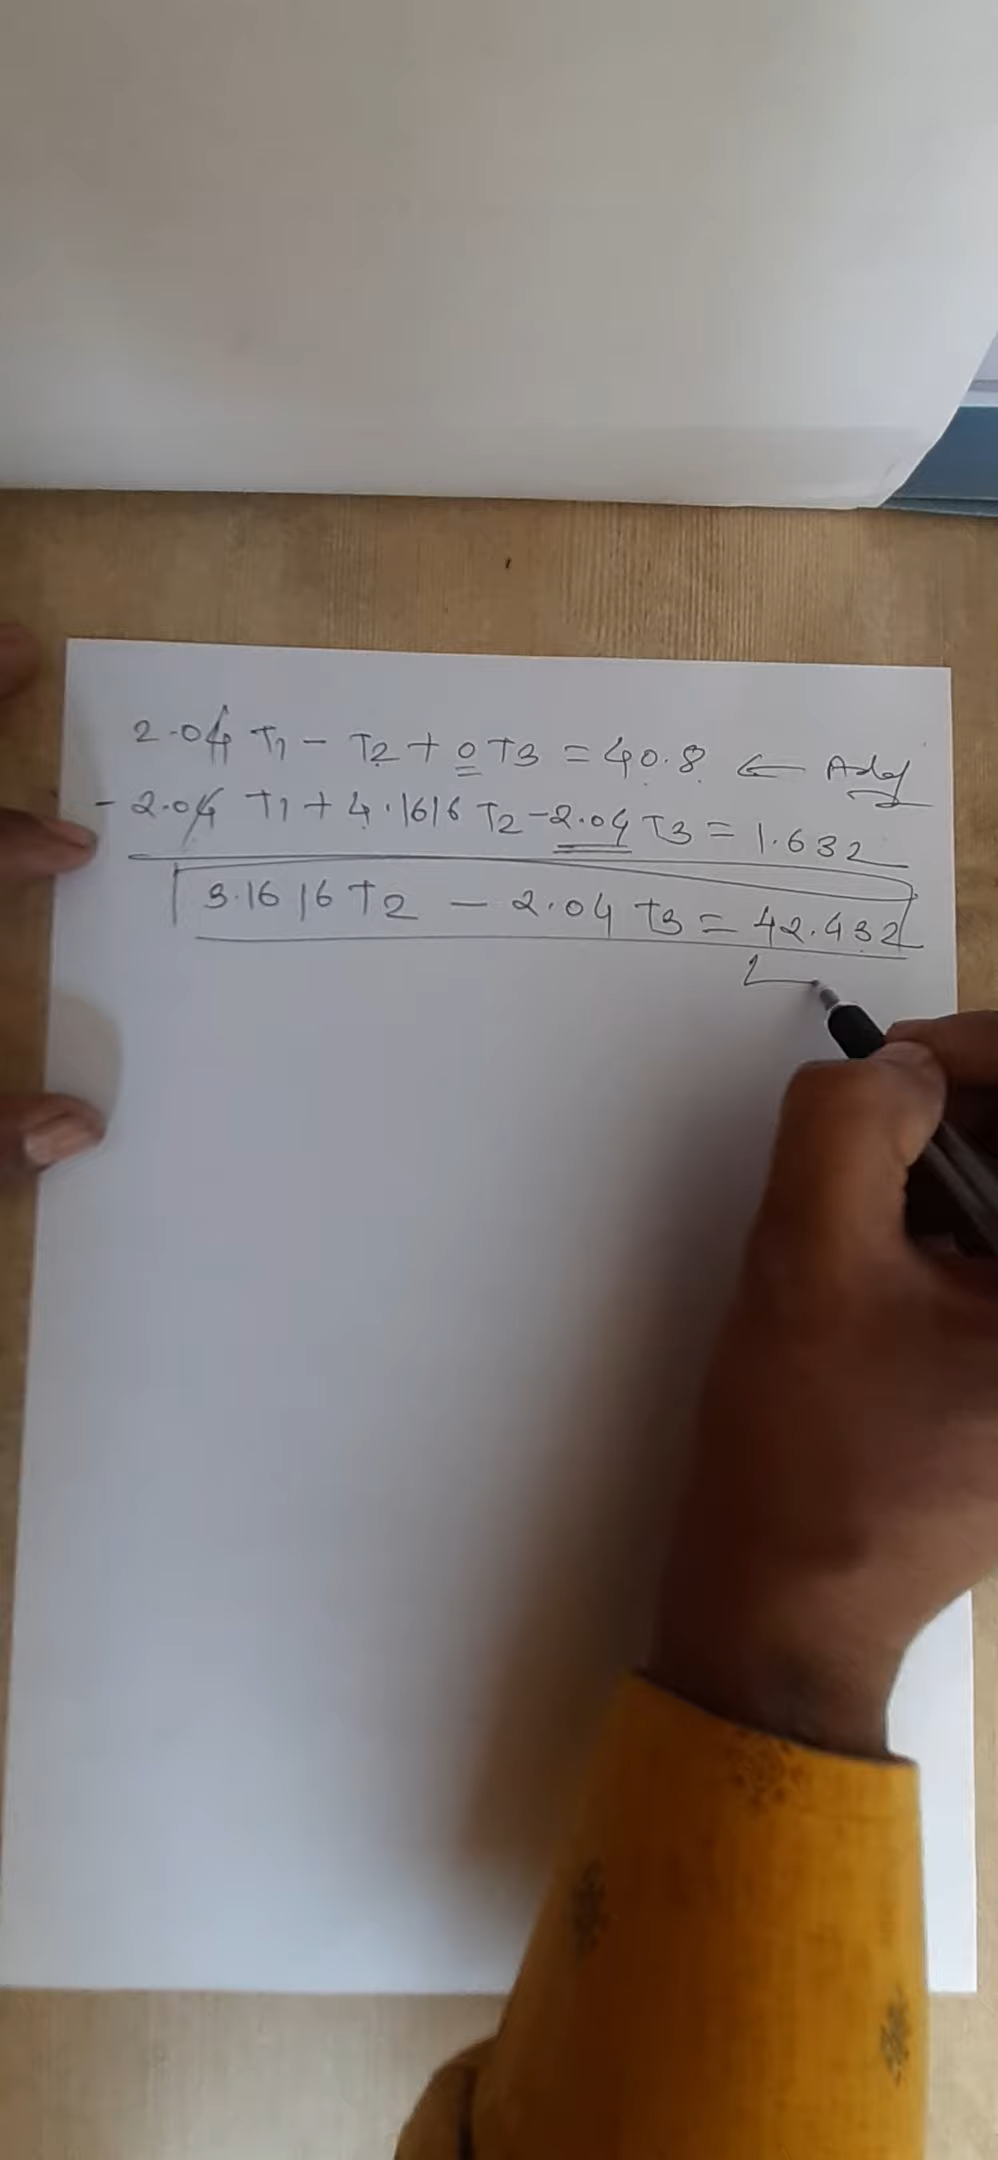 2.04 T1 - T2 + 0 T3 = 40.8 ← Add
- 2.04 T1 + 4.1616 T2 - 2.04 T3 = 1.632
3.1616 T2 - 2.04 T3 = 42.432